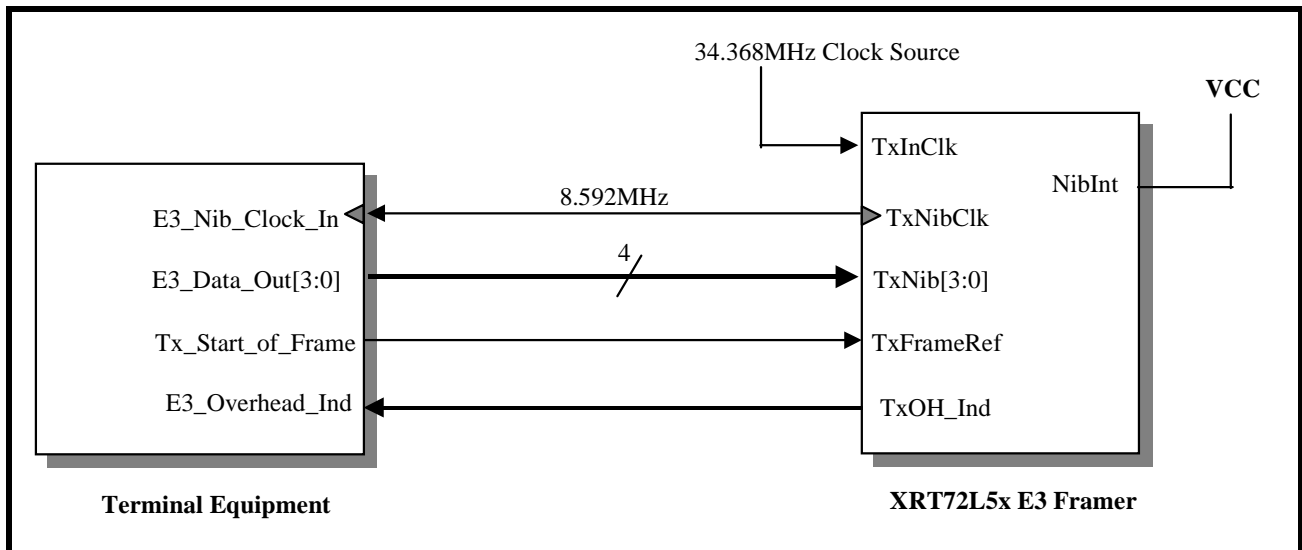 34.368MHz Clock Source
VCC
TxInClk
NibInt
8.592MHz
E3_Nib_Clock_In
TxNibClk
4
E3_Data_Out[3:0]
TxNib[3:0]
Tx_Start_of_Frame
TxFrameRef
E3_Overhead_Ind
TxOH_Ind
Terminal Equipment
XRT72L5x E3 Framer